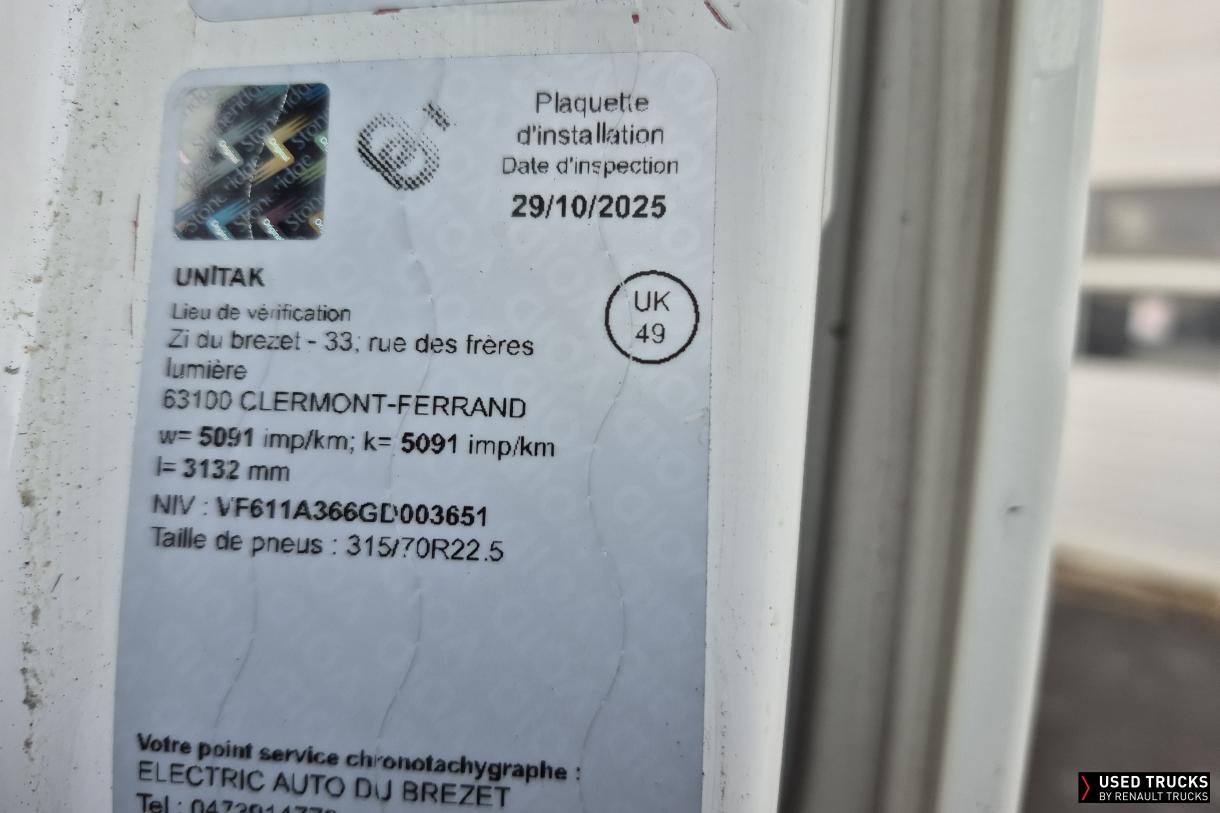 Plaquette
d'installation
Date d'inspection
29/10/2025
UNITAK
Lieu de vérification
Zi du brezet - 33, rue des frères
lumière
63100 CLERMONT-FERRAND
UK
49
w= 5091 imp/km; k= 5091 imp/km
l= 3132 mm
NIV : VF611A366GD003651
Taille de pneus : 315/70R22.5
Votre point service chronotachygraphe :
ELECTRIC AUTO DU BREZET
Tel :
USED TRUCKS
BY RENAULT TRUCKS